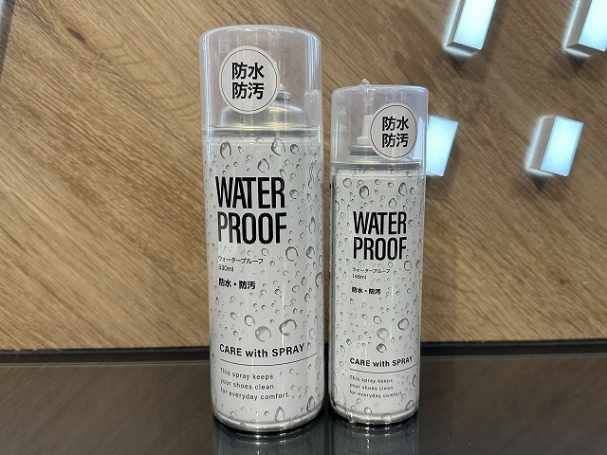 防水
防汚
WATER
PROOF
ウォータープルーフ
330ml
防水・防汚
CARE with SPRAY
This spray keeps
your shoes clean
for everyday comfort.
防水
防汚
WATER
PROOF
ウォータープルーフ
防水・防汚
CARE with SPRAY
This spray keeps
your shoes clean
for everyday comfort.